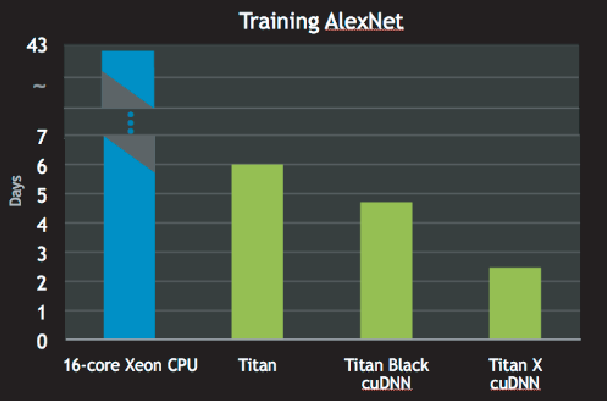 Training AlexNet
43
~
7
6
5
4
3
2
1
0
Days
16-core Xeon CPU
Titan
Titan Black
cuDNN
Titan X
cuDNN